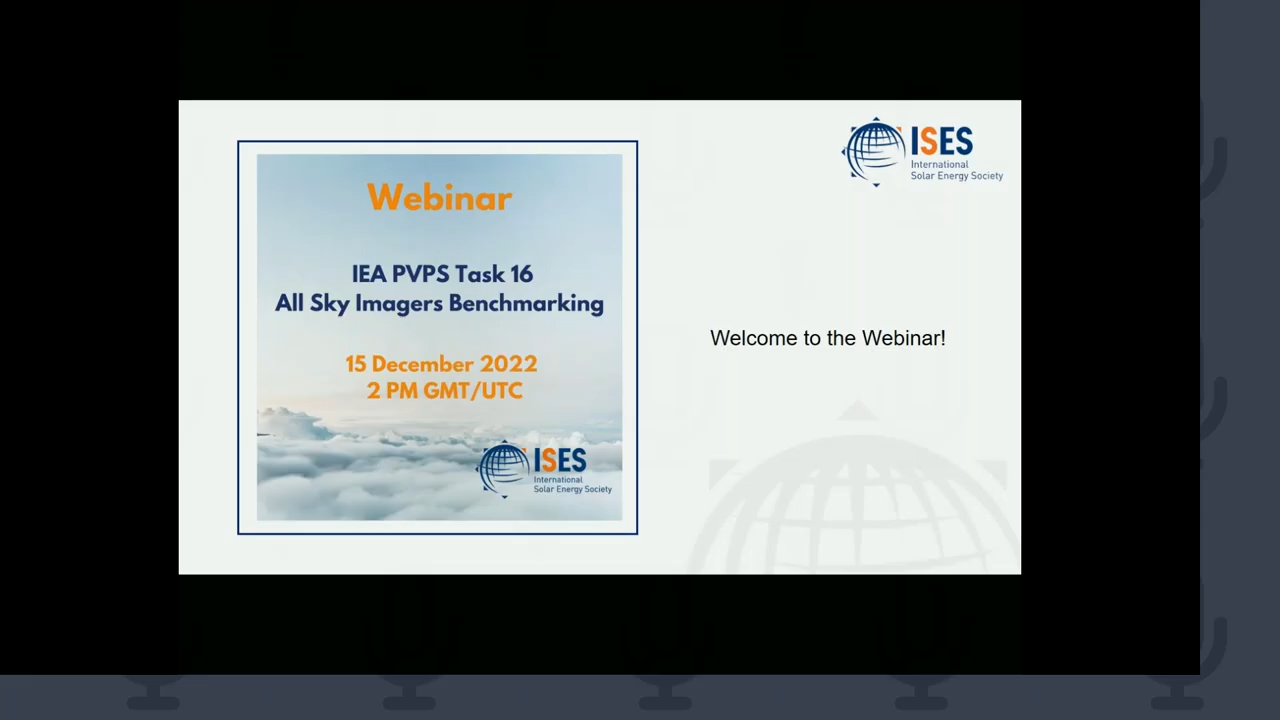 Webinar
IEA PVPS Task 16
All Sky Imagers Benchmarking
15 December 2022
2 PM GMT/UTC
ISES
International
Solar Energy Society
ISES
International
Solar Energy Society
Welcome to the Webinar!